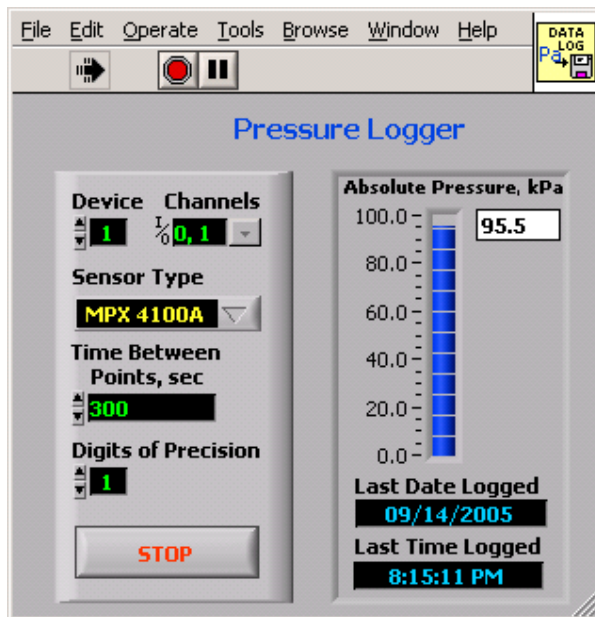 File Edit Operate Tools Browse Window Help
DATA
LOG
Pa
Pressure Logger
Device Channels
1 I/O 0, 1
Sensor Type
MPX 4100A
Time Between
Points, sec
300
Digits of Precision
1
STOP
Absolute Pressure, kPa
100.0
95.5
80.0
60.0
40.0
20.0
0.0
Last Date Logged
09/14/2005
Last Time Logged
8:15:11 PM